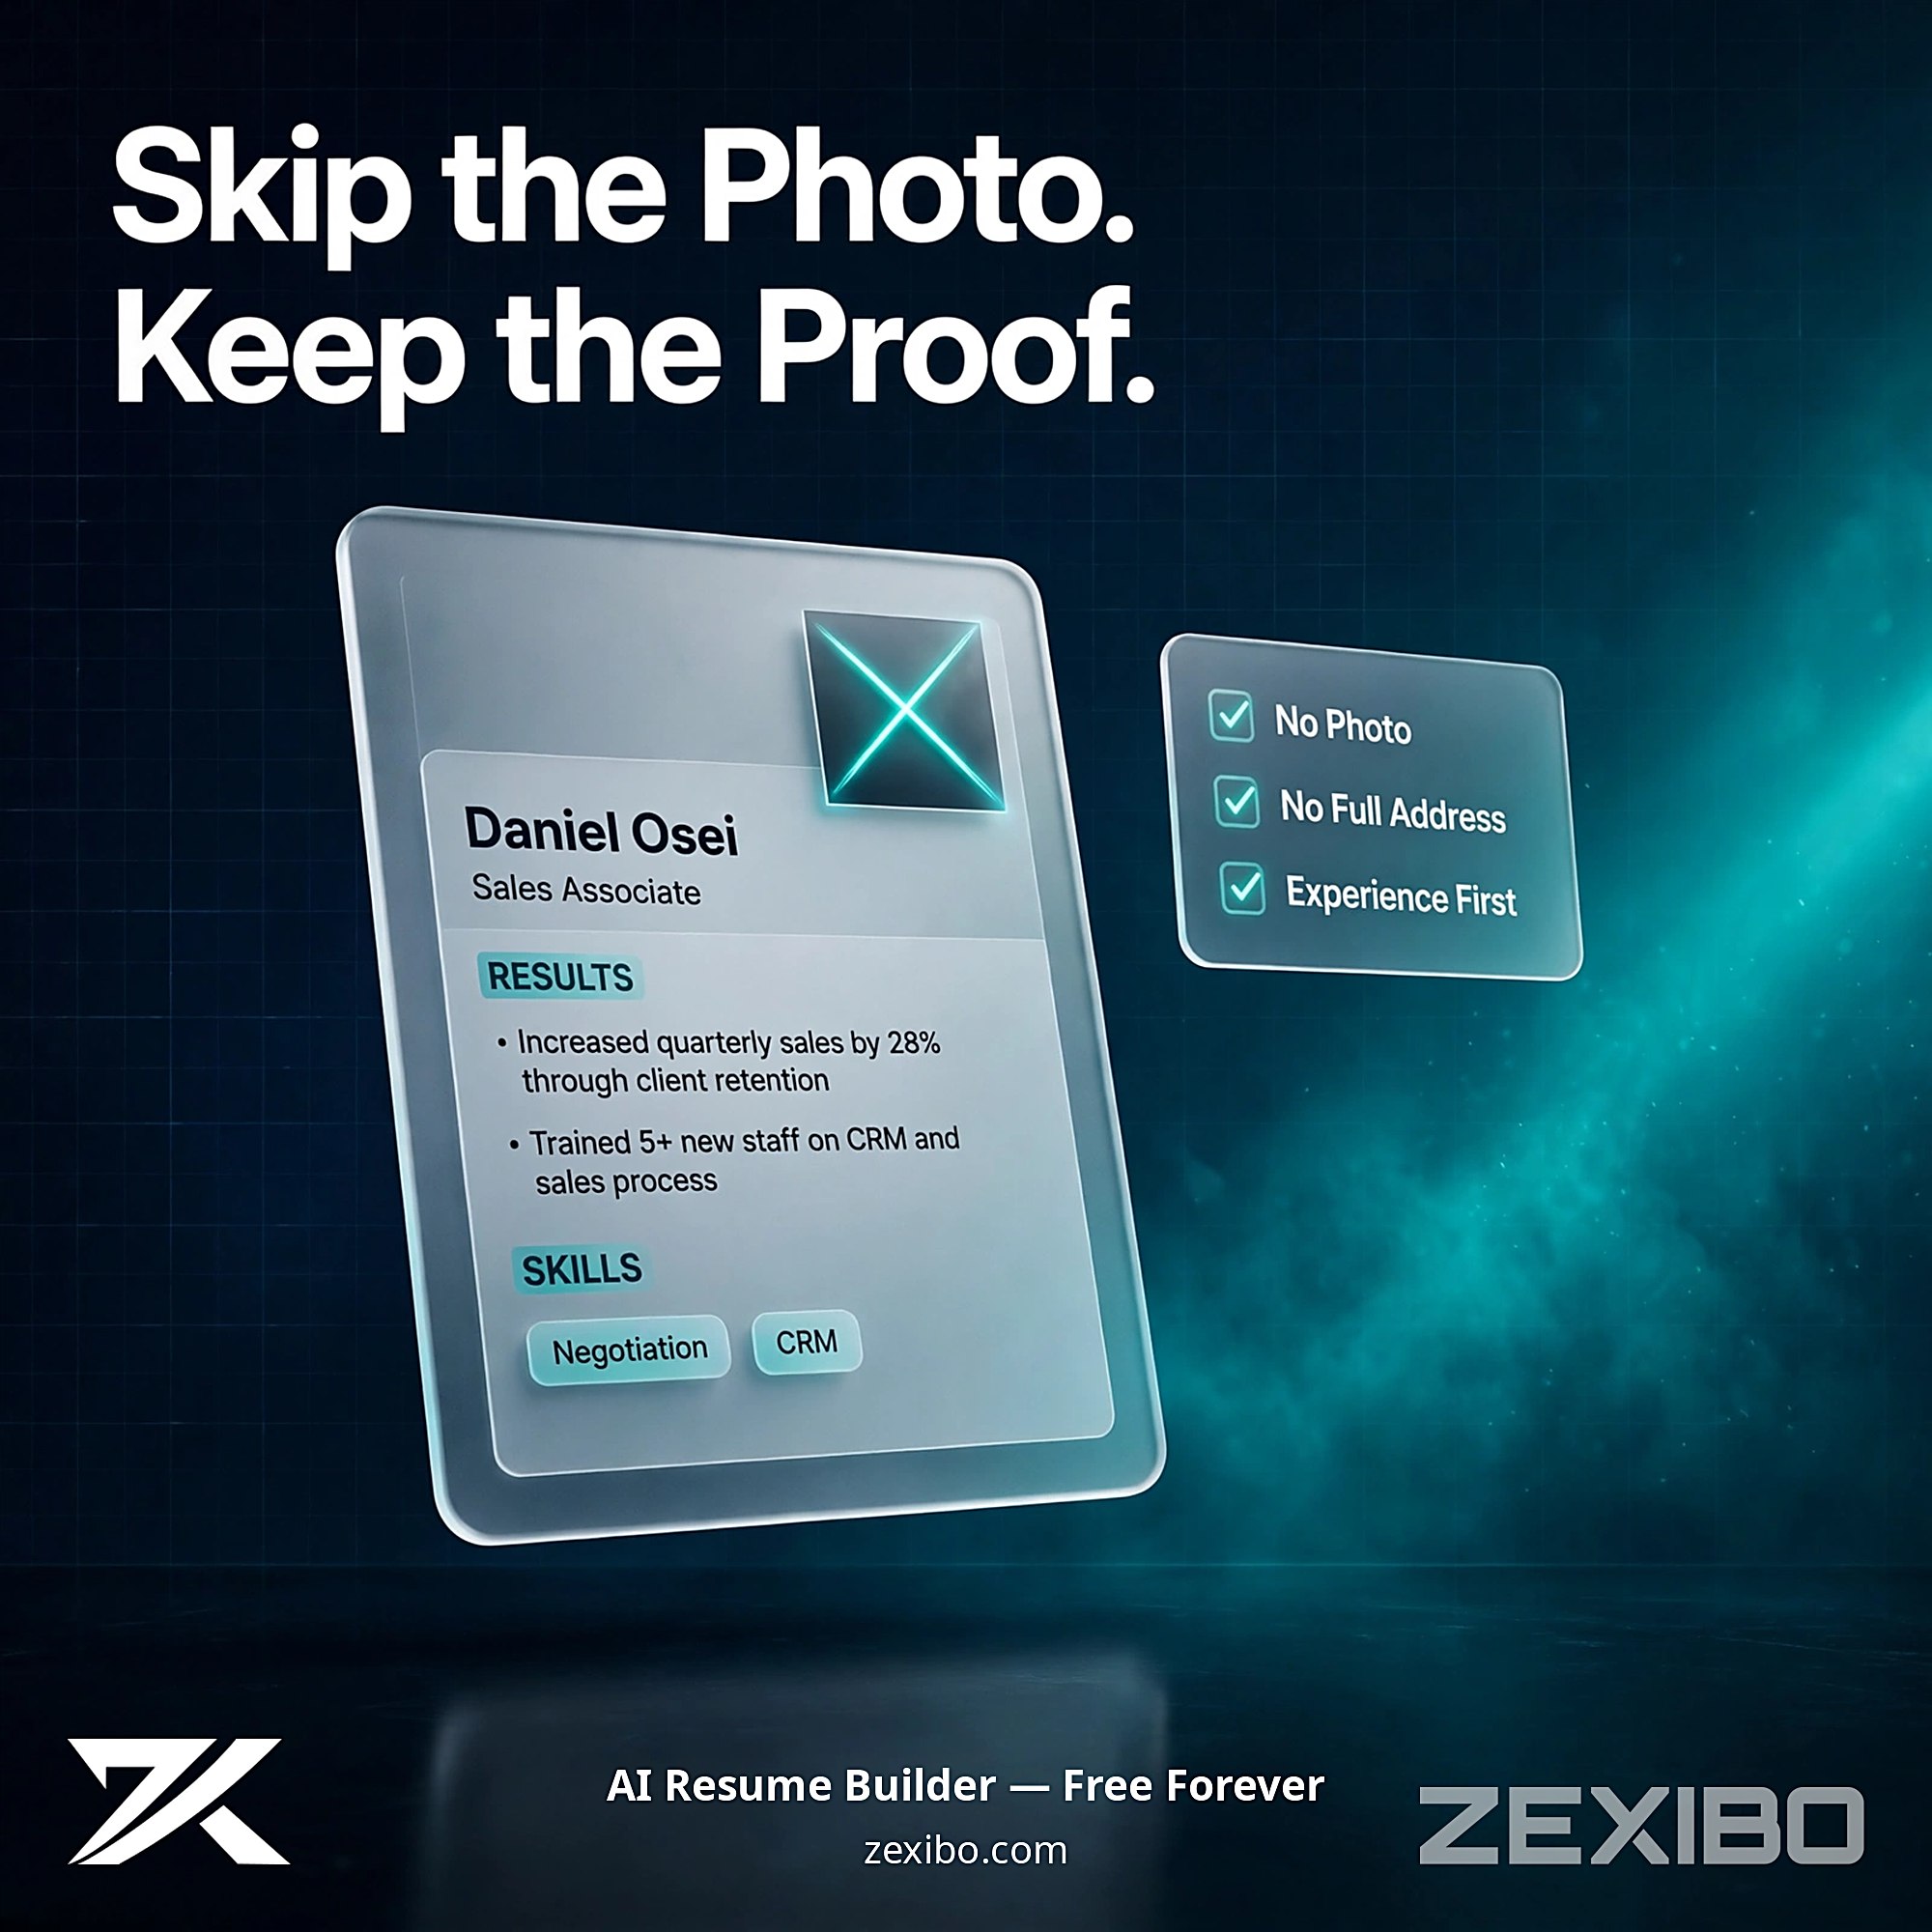 Skip the Photo.
Keep the Proof.
Daniel Osei
Sales Associate
RESULTS
• Increased quarterly sales by 28%
through client retention
• Trained 5+ new staff on CRM and
sales process
SKILLS
Negotiation
CRM
No Photo
No Full Address
Experience First
AI Resume Builder — Free Forever
zexibo.com
ZEXIBO